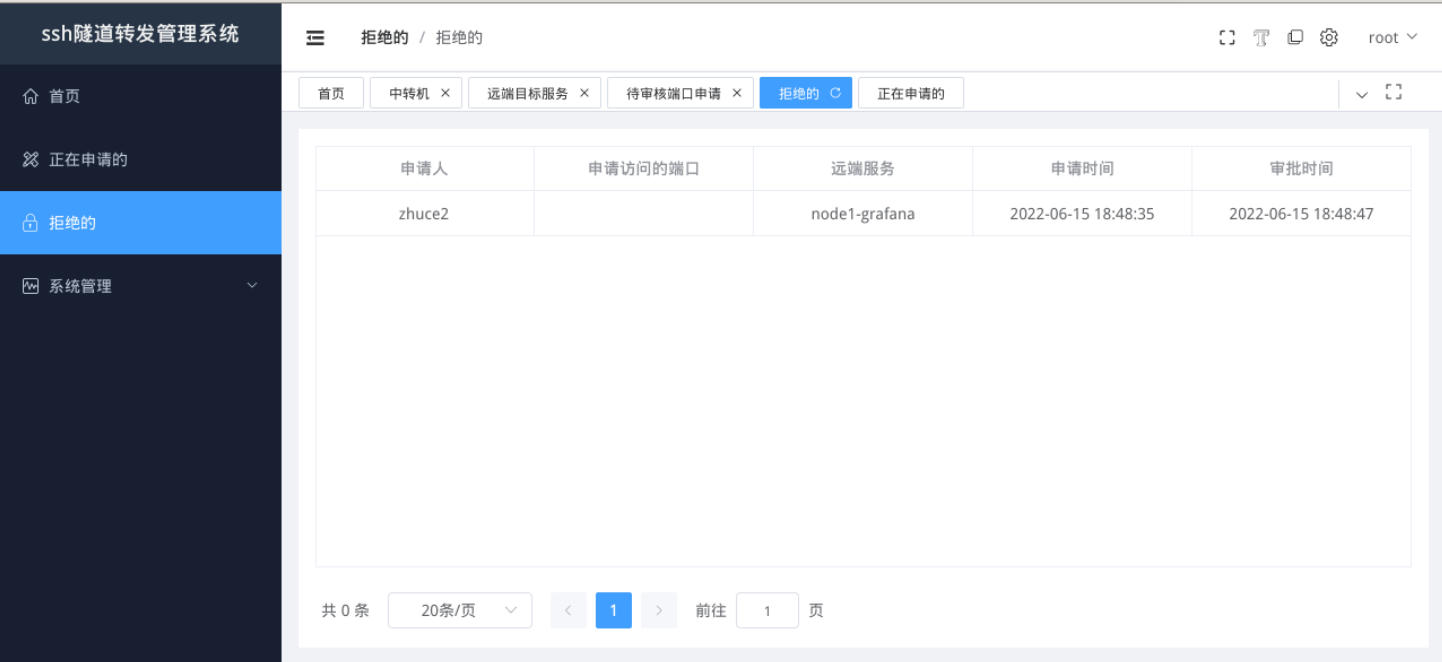 ssh隧道转发管理系统
首页
正在申请的
拒绝的
系统管理
拒绝的 / 拒绝的
root
首页 中转机 远端目标服务 待审核端口申请 拒绝的 正在申请的
申请人 申请访问的端口 远端服务 申请时间 审批时间
zhuce2 node1-grafana 2022-06-15 18:48:35 2022-06-15 18:48:47
共 0 条 20条/页 1 前往 1 页